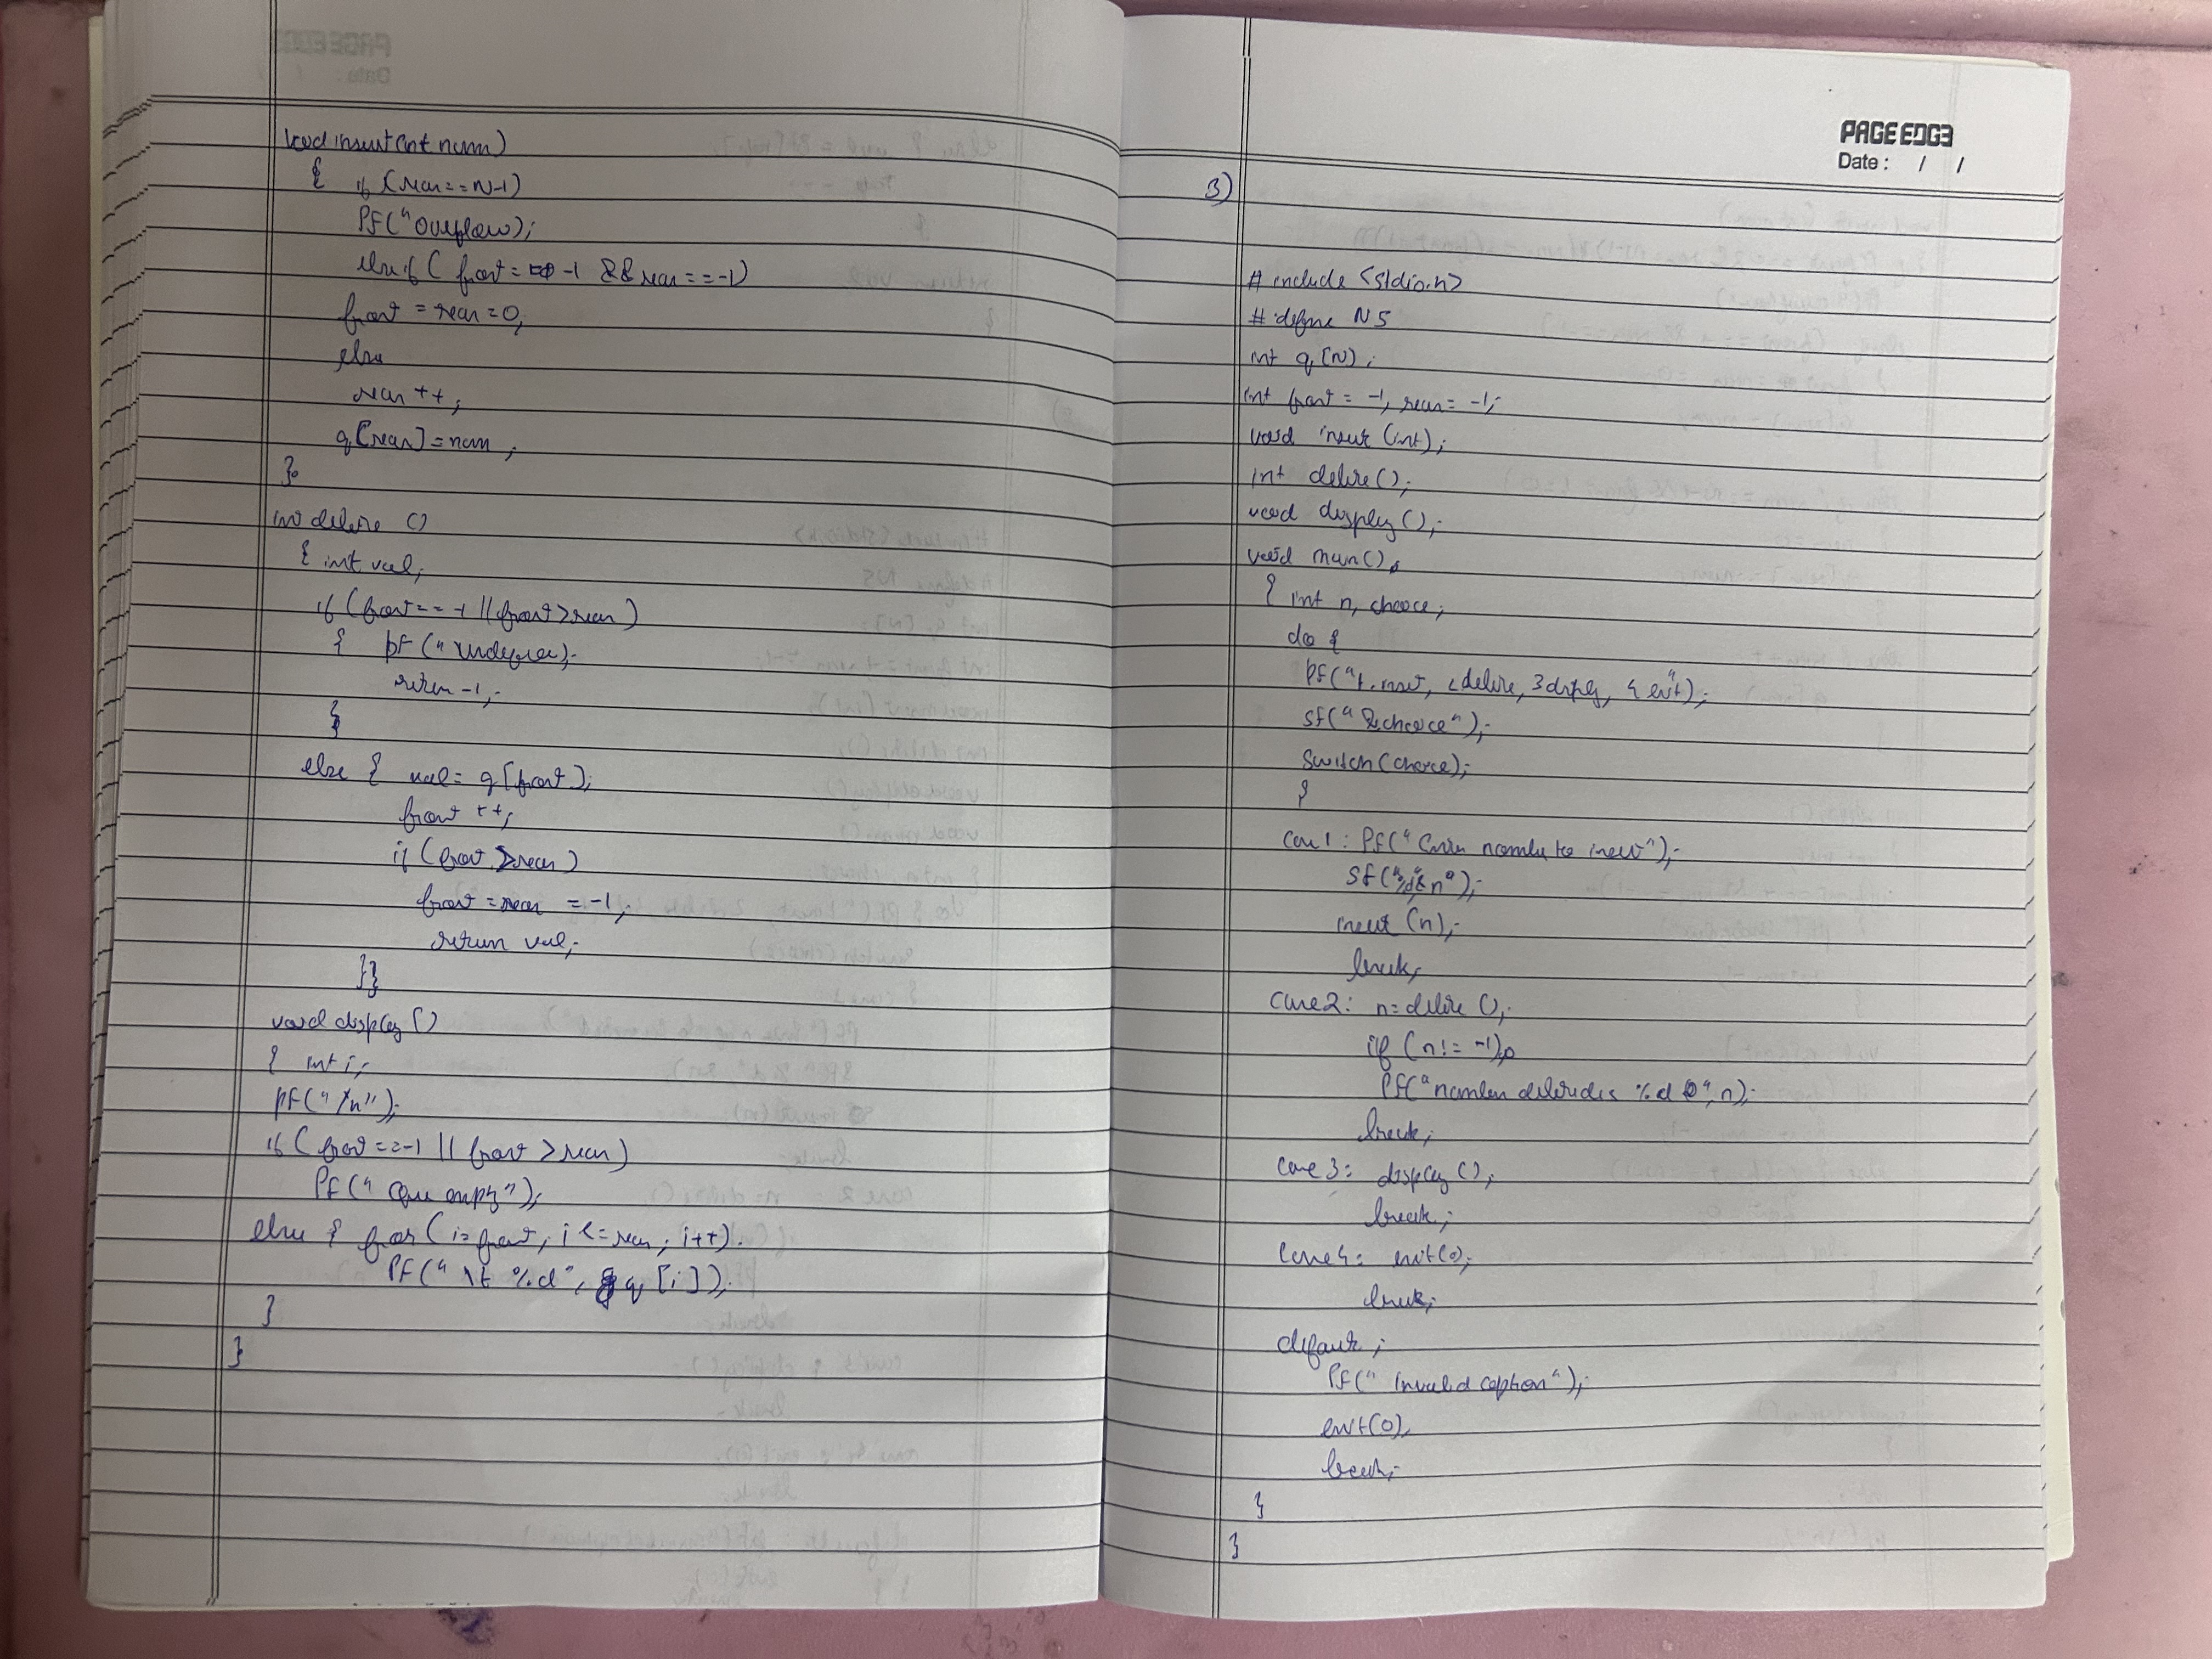 void insert(int num)
{ if (rear == N-1)
PF("overflow");
else if (front = = -1 && rear == -1)
front = rear = 0;
else
rear ++;
q[rear] = num;
}
int delete ()
{ int val;
if (front == -1 || front > rear)
{ PF("underflow");
return -1;
}
else { val = q[front];
front ++;
if (front > rear)
front = rear = -1;
return val;
}}
void display ()
{ int i;
PF("\n");
if (front == -1 || front > rear)
PF("queue empty");
else { for (i = front; i <= rear; i++)
PF("\t %d", q[i]);
}
}
PAGE EDGE
Date: / /
3)
# include <stdio.h>
# define N 5
int q[N];
int front = -1, rear = -1;
void insert (int);
int delete ();
void display ();
void main()
{ int n, choice;
do {
PF("1. insert, 2 delete, 3 display, 4 exit");
SF("&choice");
switch (choice);
{
case 1: PF("Enter number to insert");
SF("%d", &n");
insert (n);
break;
case 2: n = delete ();
if (n != -1)
PF("number deleted is %d", n);
break;
case 3: display ();
break;
case 4: exit(0);
break;
default;
PF("Invalid caption");
exit(0);
break;
}
}